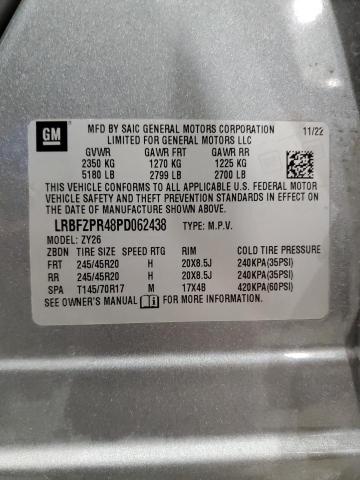 GM
MFD BY SAIC GENERAL MOTORS CORPORATION 11/22
LIMITED FOR GENERAL MOTORS LLC
GVWR GAWR FRT GAWR RR
2350 KG 1270 KG 1225 KG
5180 LB 2799 LB 2700 LB
THIS VEHICLE CONFORMS TO ALL APPLICABLE U.S. FEDERAL
MOTOR VEHICLE SAFETY AND THEFT PREVENTION STANDARDS
IN EFFECT ON THE DATE OF MANUFACTURE SHOWN ABOVE.
LRBFZPR48PD062438 TYPE: M.P.V.
MODEL: ZY26
ZBDN TIRE SIZE SPEED RTG RIM COLD TIRE PRESSURE
FRT 245/45R20 H 20X8.5J 240KPA(35PSI)
RR 245/45R20 H 20X8.5J 240KPA(35PSI)
SPA T145/70R17 M 17X4B 420KPA(60PSI)
SEE OWNER'S MANUAL FOR ADDITIONAL INFORMATION